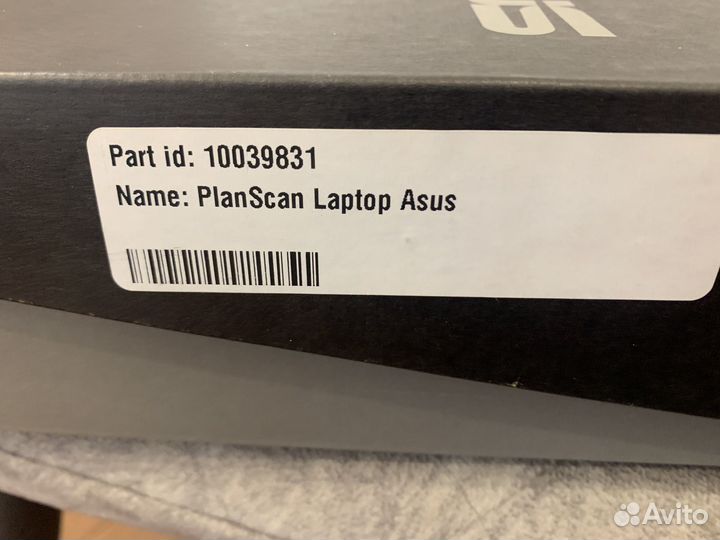 Part id: 10039831
Name: PlanScan Laptop Asus
Avito